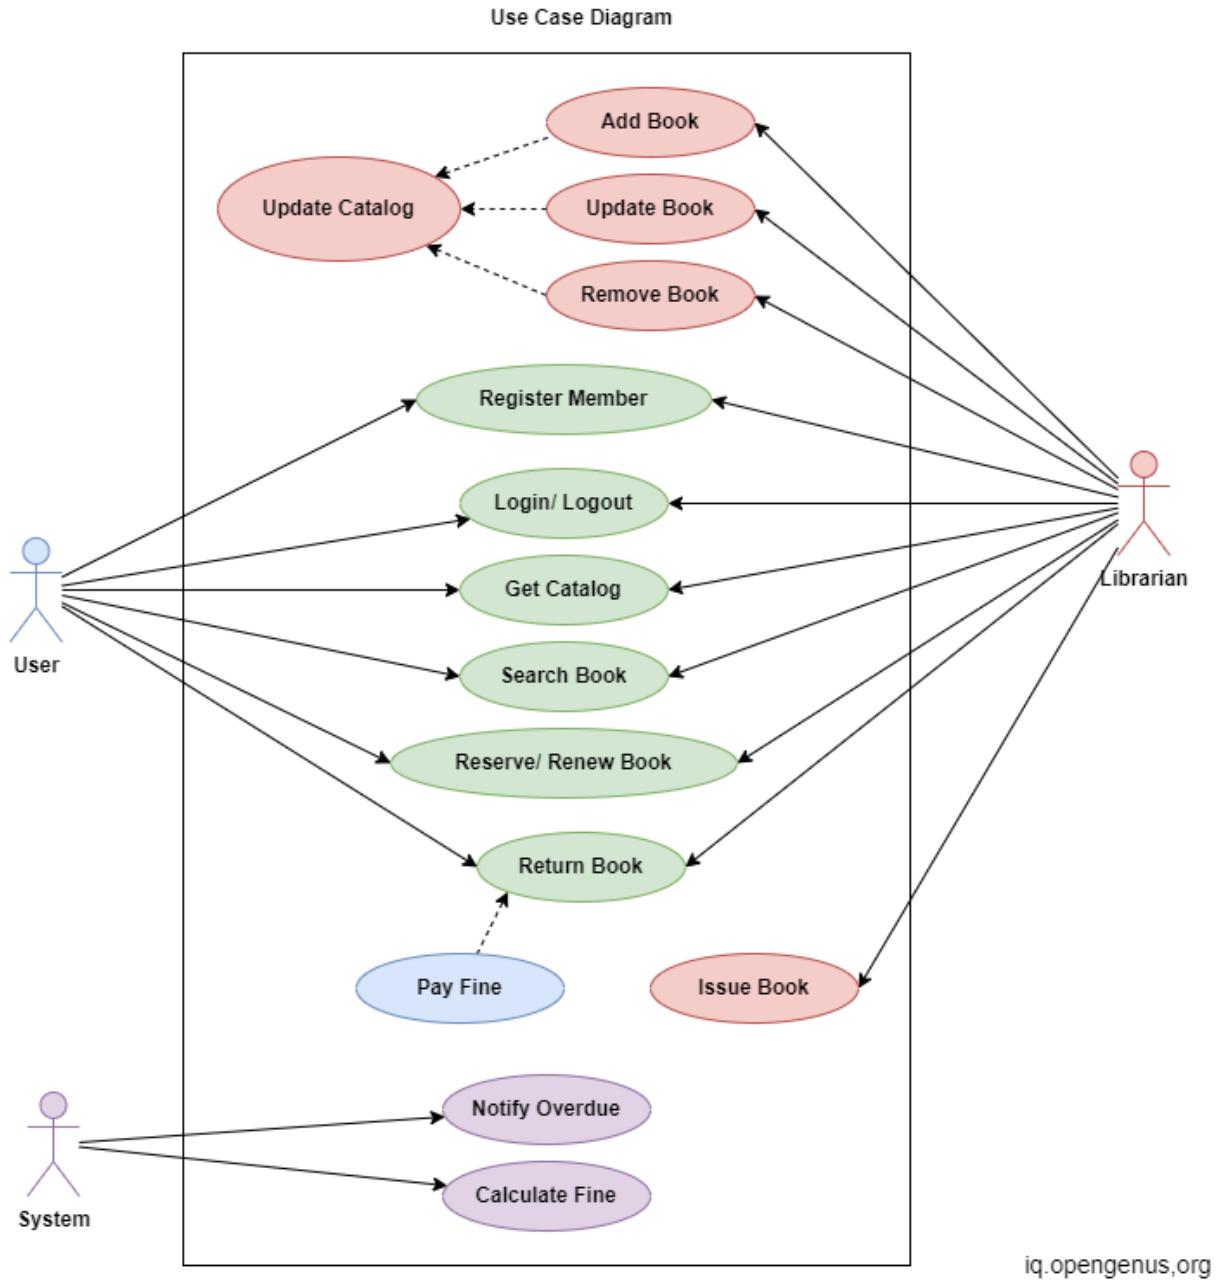 Use Case Diagram
Add Book
Update Catalog
Update Book
Remove Book
Register Member
Login/ Logout
Get Catalog
Librarian
User
Search Book
Reserve/ Renew Book
Return Book
Pay Fine
Issue Book
Notify Overdue
Calculate Fine
System
iq.opengenus,org